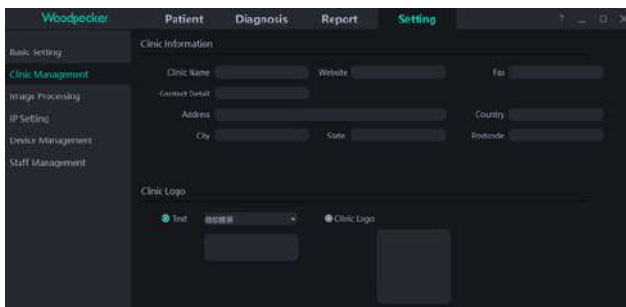 Woodpecker Patient Diagnosis Report Setting ? _ □ X
Basic Setting
Clinic Management
Image Processing
IP Setting
Device Management
Staff Management
Clinic Information
Clinic Name Website Fax
Contact Detail
Address Country
City State Postcode
Clinic Logo
Text Clinic Logo